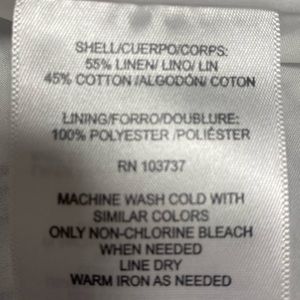 SHELL/CUERPO/CORPS:
55% LINEN/ LINO/ LIN
45% COTTON /ALGODÓN/ COTON
LINING/FORRO/DOUBLURE:
100% POLYESTER /POLIÉSTER
RN 103737
MACHINE WASH COLD WITH
SIMILAR COLORS
ONLY NON-CHLORINE BLEACH
WHEN NEEDED
LINE DRY
WARM IRON AS NEEDED